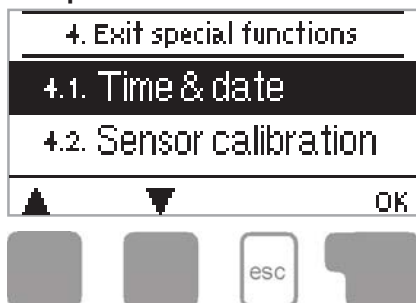 4. Exit special functions
4.1. Time & date
4.2. Sensor calibration
▲ ▼ OK
esc